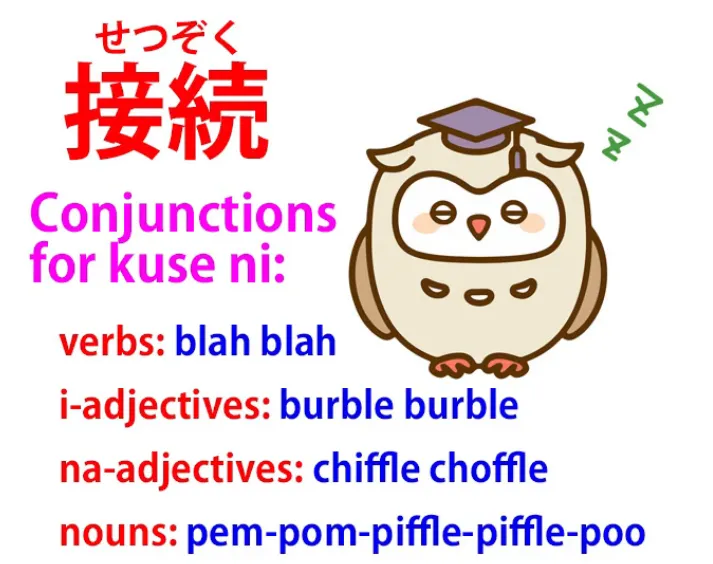 せつぞく
接続
Conjunctions
for kuse ni:
verbs: blah blah
i-adjectives: burble burble
na-adjectives: chiffle choffle
nouns: pem-pom-piffle-piffle-poo
z z